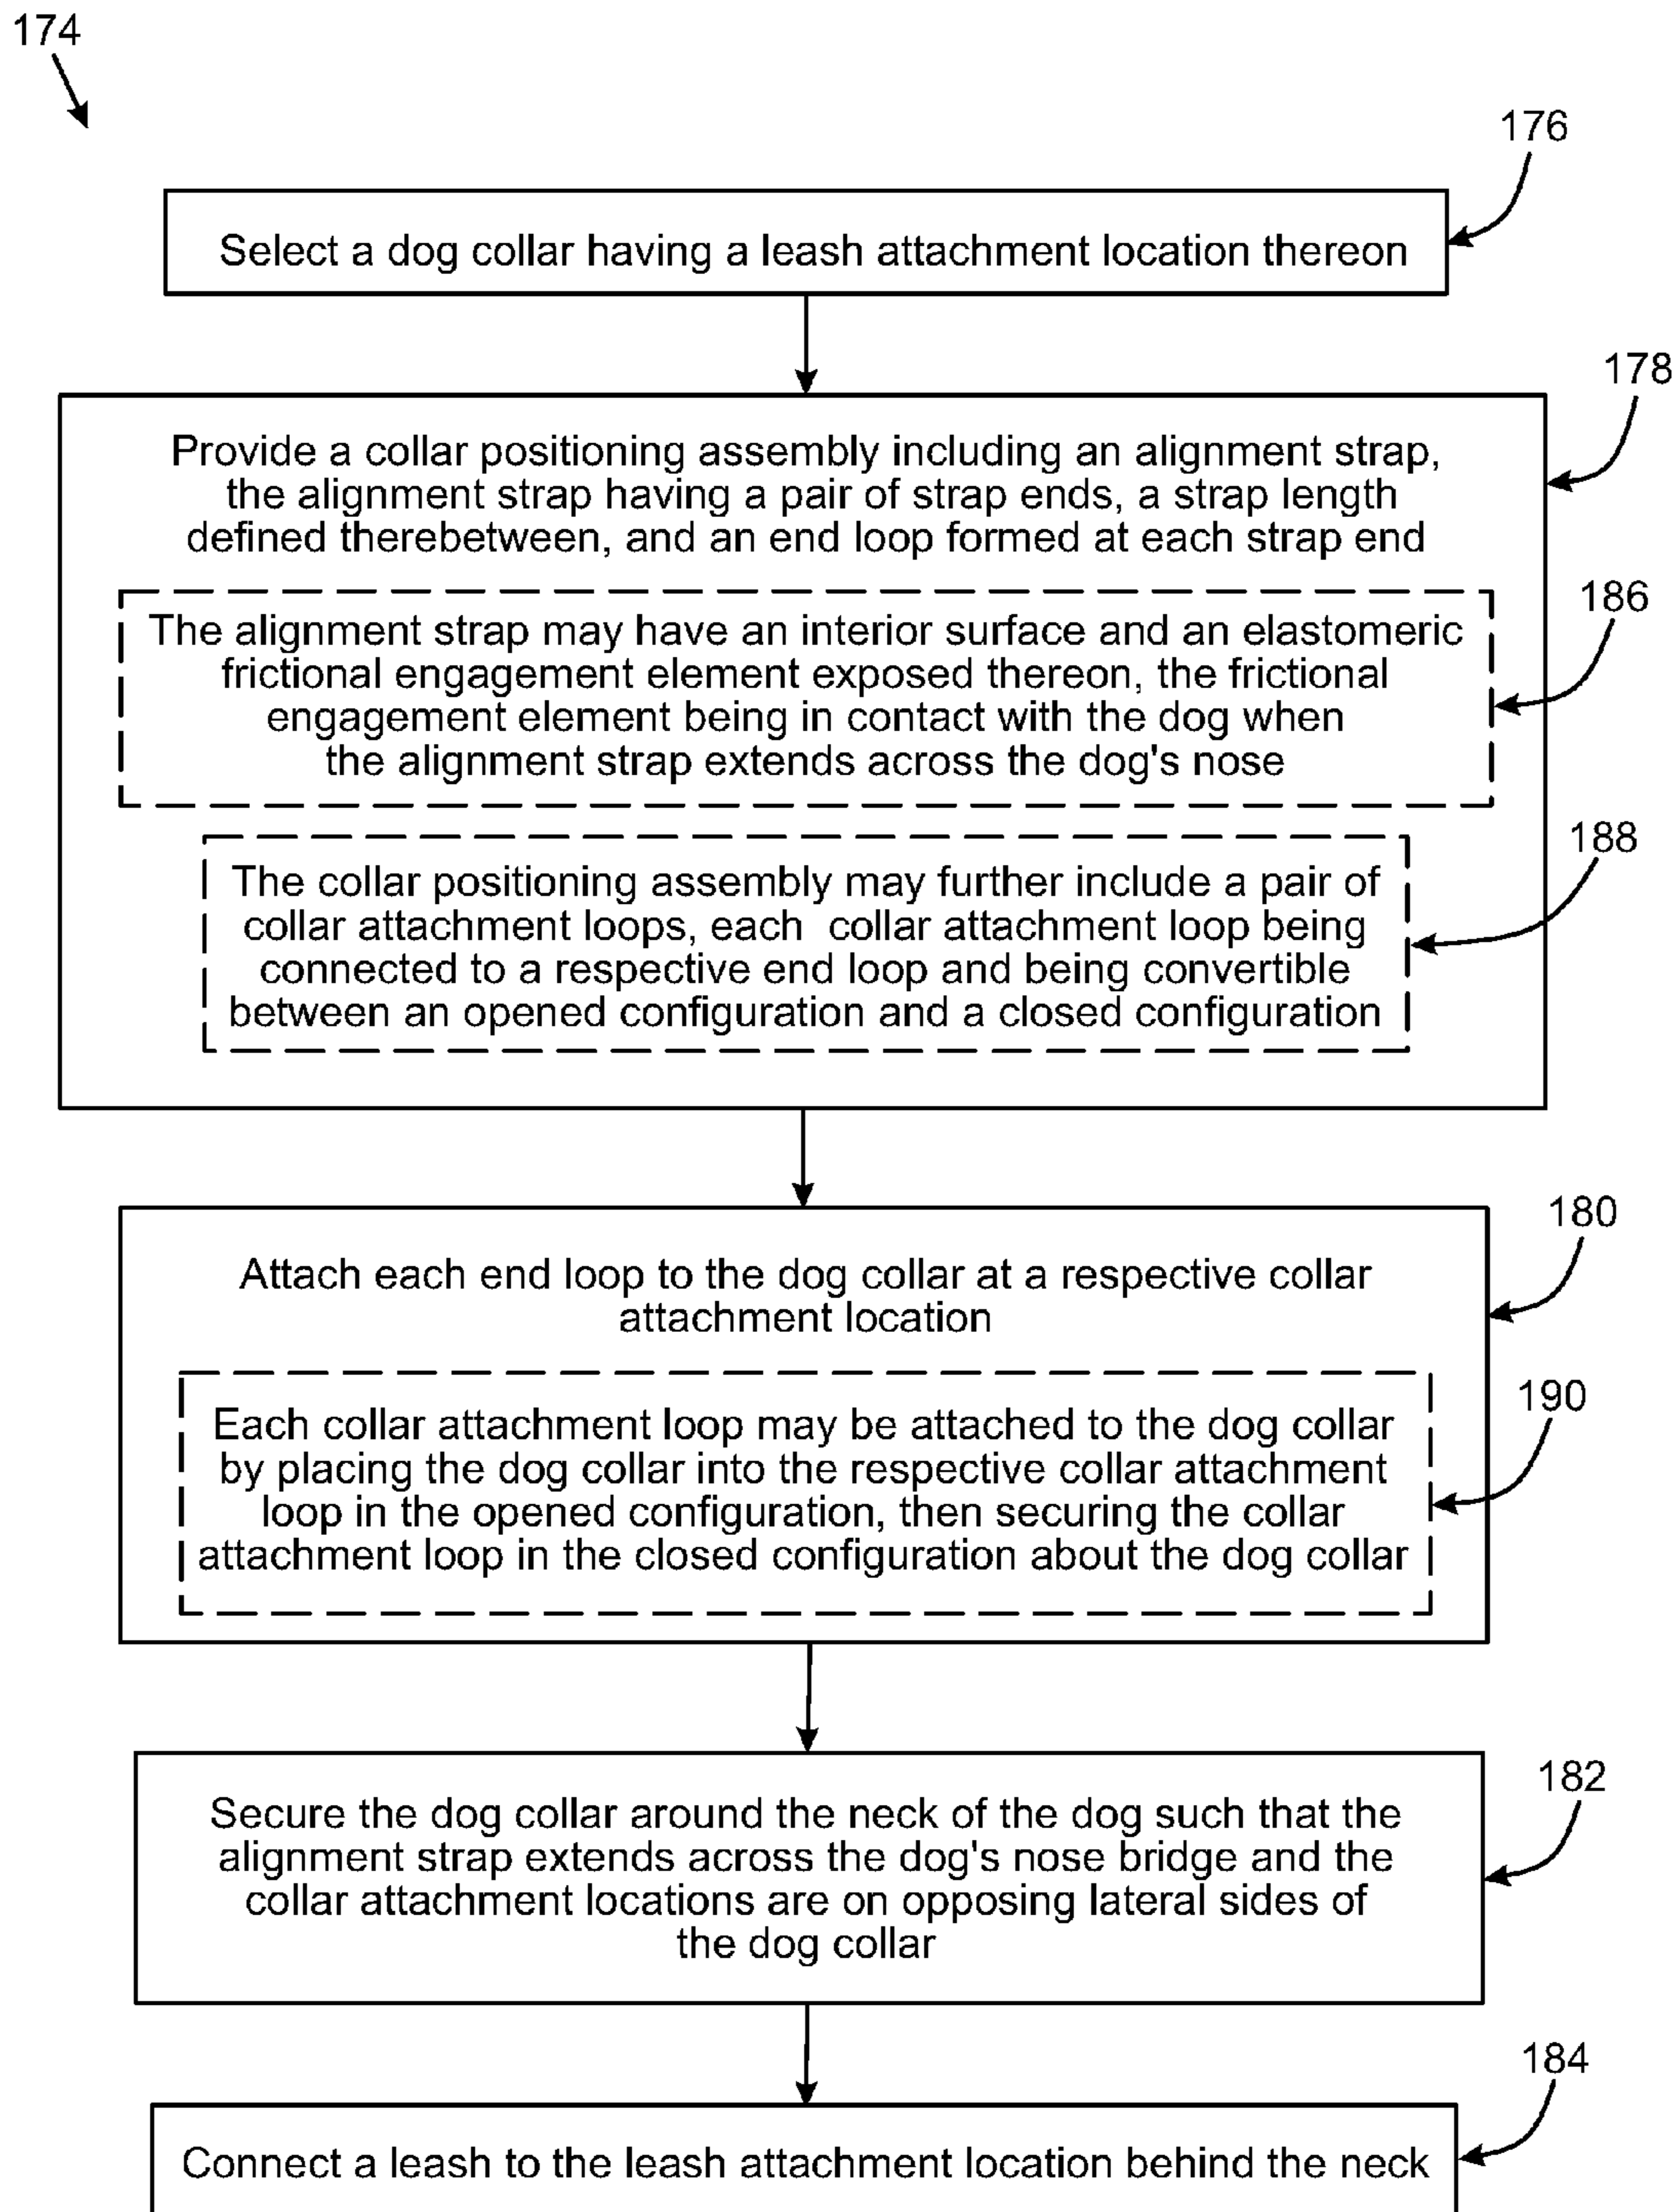 174
176
Select a dog collar having a leash attachment location thereon
178
Provide a collar positioning assembly including an alignment strap,
the alignment strap having a pair of strap ends, a strap length
defined therebetween, and an end loop formed at each strap end
186
The alignment strap may have an interior surface and an elastomeric
frictional engagement element exposed thereon, the frictional
engagement element being in contact with the dog when
the alignment strap extends across the dog's nose
188
The collar positioning assembly may further include a pair of
collar attachment loops, each collar attachment loop being
connected to a respective end loop and being convertible
between an opened configuration and a closed configuration
180
Attach each end loop to the dog collar at a respective collar
attachment location
190
Each collar attachment loop may be attached to the dog collar
by placing the dog collar into the respective collar attachment
loop in the opened configuration, then securing the collar
attachment loop in the closed configuration about the dog collar
182
Secure the dog collar around the neck of the dog such that the
alignment strap extends across the dog's nose bridge and the
collar attachment locations are on opposing lateral sides of
the dog collar
184
Connect a leash to the leash attachment location behind the neck